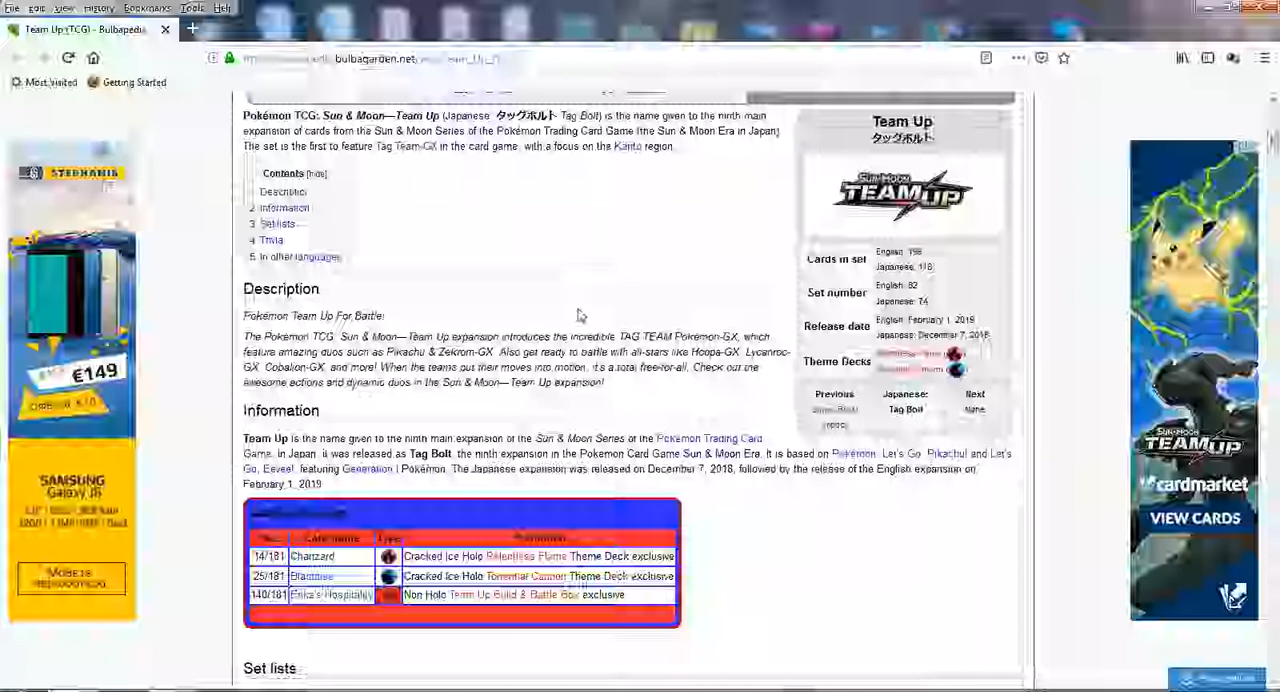 File Edit View History Bookmarks Tools Help
Team Up (TCG) - Bulbapedia
bulbagarden.net
Most Visited Getting Started
Pokémon TCG: Sun & Moon—Team Up (Japanese タッグボルト Tag Bolt) is the name given to the ninth main
expansion of cards from the Sun & Moon Series of the Pokémon Trading Card Game (the Sun & Moon Era in Japan)
The set is the first to feature Tag Team-GX in the card game, with a focus on the Kanto region.
Contents [hide]
Description
2 Information
3 Set lists
4 Trivia
5 In other languages
Description
Pokémon Team Up For Battle!
The Pokémon TCG Sun & Moon—Team Up expansion introduces the incredible TAG TEAM Pokémon-GX, which
feature amazing duos such as Pikachu & Zekrom-GX Also get ready to battle with all-stars like Hoopa-GX Lycanroc-
GX Cobalion-GX and more! When the teams put their moves into motion, it's a total free-for-all. Check out the
awesome actions and dynamic duos in the Sun & Moon—Team Up expansion!
Information
Team Up is the name given to the ninth main expansion of the Sun & Moon Series of the Pokémon Trading Card
Game. In Japan, it was released as Tag Bolt, the ninth expansion in the Pokémon Card Game Sun & Moon Era. It is based on Pokémon Let's Go, Pikachu! and Let's
Go, Eevee!, featuring Generation I Pokémon. The Japanese expansion was released on December 7, 2018, followed by the release of the English expansion on
February 1, 2019
14/181 Charizard Cracked Ice Holo Relentless Flame Theme Deck exclusive
25/181 Blastoise Cracked Ice Holo Torrential Cannon Theme Deck exclusive
140/181 Erika's Hospitality Non Holo Team Up Build & Battle Box exclusive
Set lists
Team Up
タッグボルト
SUN & MOON
TEAM UP
Cards in set
English: 196
Japanese: 118
Set number
English: 82
Japanese: 74
Release date
English: February 1, 2019
Japanese: December 7, 2018
Theme Decks
Previous Japanese: Next
Tag Bolt None
STEPHANIS
€149
SAMSUNG
Galaxy J6
SUN & MOON
TEAM UP
cardmarket
VIEW CARDS